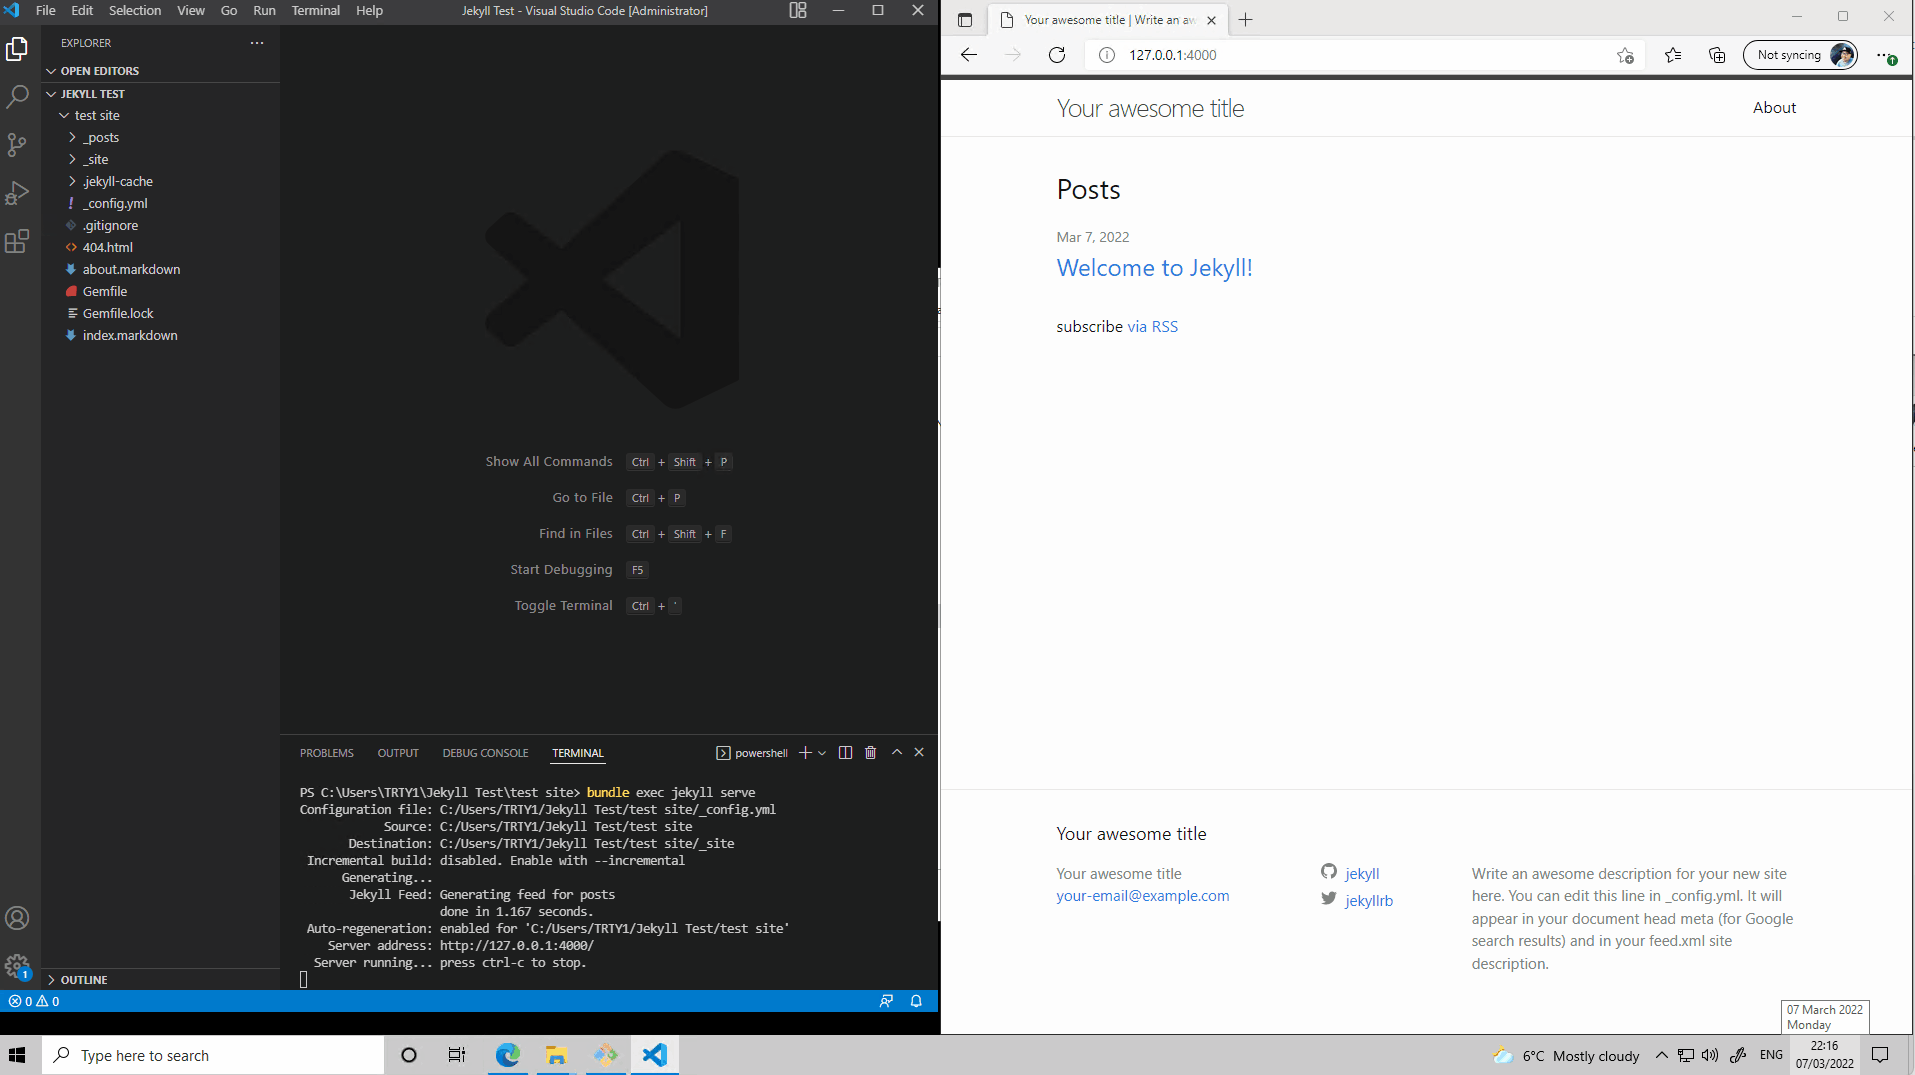 File Edit Selection View Go Run Terminal Help
Jekyll Test - Visual Studio Code [Administrator]
EXPLORER
OPEN EDITORS
JEKYLL TEST
test site
_posts
_site
.jekyll-cache
_config.yml
.gitignore
404.html
about.markdown
Gemfile
Gemfile.lock
index.markdown
OUTLINE
Show All Commands Ctrl + Shift + P
Go to File Ctrl + P
Find in Files Ctrl + Shift + F
Start Debugging F5
Toggle Terminal Ctrl + '
PROBLEMS OUTPUT DEBUG CONSOLE TERMINAL
powershell
PS C:\Users\TRTY1\Jekyll Test\test site> bundle exec jekyll serve
Configuration file: C:/Users/TRTY1/Jekyll Test/test site/_config.yml
Source: C:/Users/TRTY1/Jekyll Test/test site
Destination: C:/Users/TRTY1/Jekyll Test/test site/_site
Incremental build: disabled. Enable with --incremental
Generating...
Jekyll Feed: Generating feed for posts
done in 1.167 seconds.
Auto-regeneration: enabled for 'C:/Users/TRTY1/Jekyll Test/test site'
Server address: http://127.0.0.1:4000/
Server running... press ctrl-c to stop.
1
0 0
Your awesome title | Write an aw
127.0.0.1:4000
Not syncing
Your awesome title
About
Posts
Mar 7, 2022
Welcome to Jekyll!
subscribe via RSS
Your awesome title
Your awesome title
your-email@example.com
jekyll
jekyllrb
Write an awesome description for your new site
here. You can edit this line in _config.yml. It will
appear in your document head meta (for Google
search results) and in your feed.xml site
description.
07 March 2022
Monday
Type here to search
6°C Mostly cloudy
ENG
22:16
07/03/2022